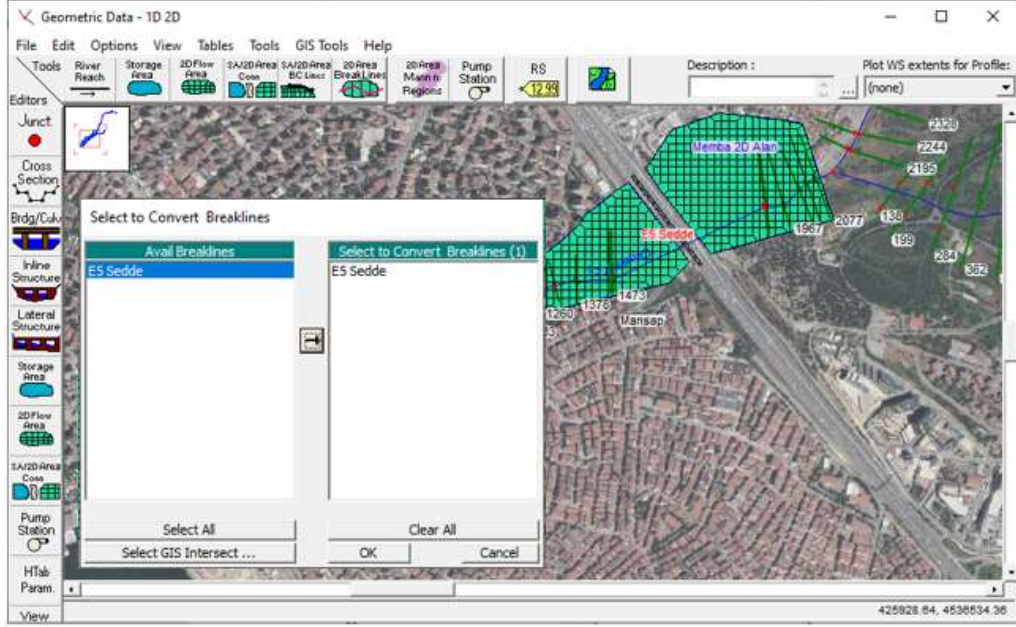 Geometric Data - 1D 2D
File Edit Options View Tables Tools GIS Tools Help
Tools
River Reach
Storage Area
2D Flow Area
SA/2D Area Conn
SA/2D Area BC Lines
2D Area BreakLines
2D Area Mann n Regions
Pump Station
RS
12.99
Description :
...
Plot WS extents for Profile:
(none)
Editors
Junct.
Cross Section
Brdg/Culv
Inline Structure
Lateral Structure
Storage Area
2D Flow Area
SA/2D Area Conn
Pump Station
HTab Param.
View
Select to Convert Breaklines
Avail Breaklines
E5 Sedde
Select to Convert Breaklines (1)
E5 Sedde
Select All
Clear All
Select GIS Intersect ...
OK
Cancel
Memba 2D Alan
E5 Sedde
Mansap
2328
2244
2195
2077
1967
138
199
284
362
1473
1378
1260
425928.64, 4536534.36